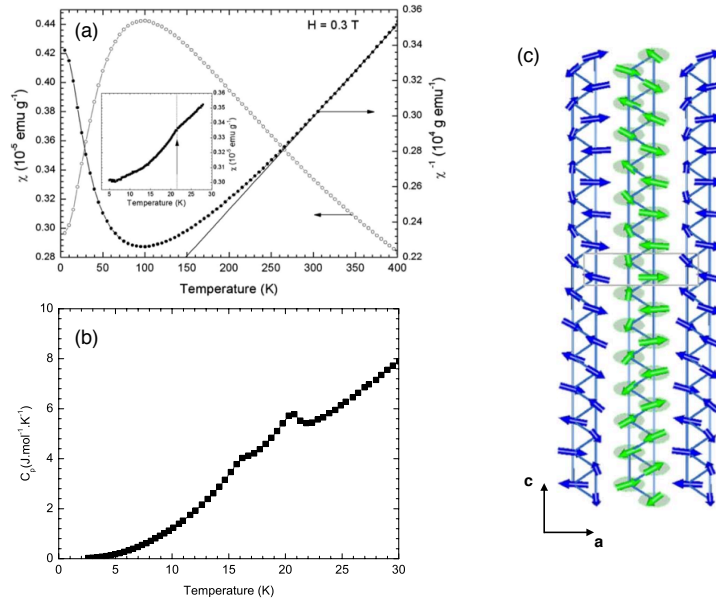 (a)
H = 0.3 T
0.44
0.42
0.40
0.38
0.36
0.34
0.32
0.30
0.28
χ (10⁻⁵ emu g⁻¹)
0 50 100 150 200 250 300 350 400
Temperature (K)
0.36
0.34
0.32
0.30
0.28
0.26
0.24
0.22
χ⁻¹ (10⁴ g emu⁻¹)
0.36
0.35
0.34
0.33
0.32
0.31
0.30
χ (10⁻⁵ emu g⁻¹)
5 10 15 20 25 30
Temperature (K)
(b)
10
8
6
4
2
0
Cₚ(J.mol⁻¹.K⁻¹)
0 5 10 15 20 25 30
Temperature (K)
(c)
c
a